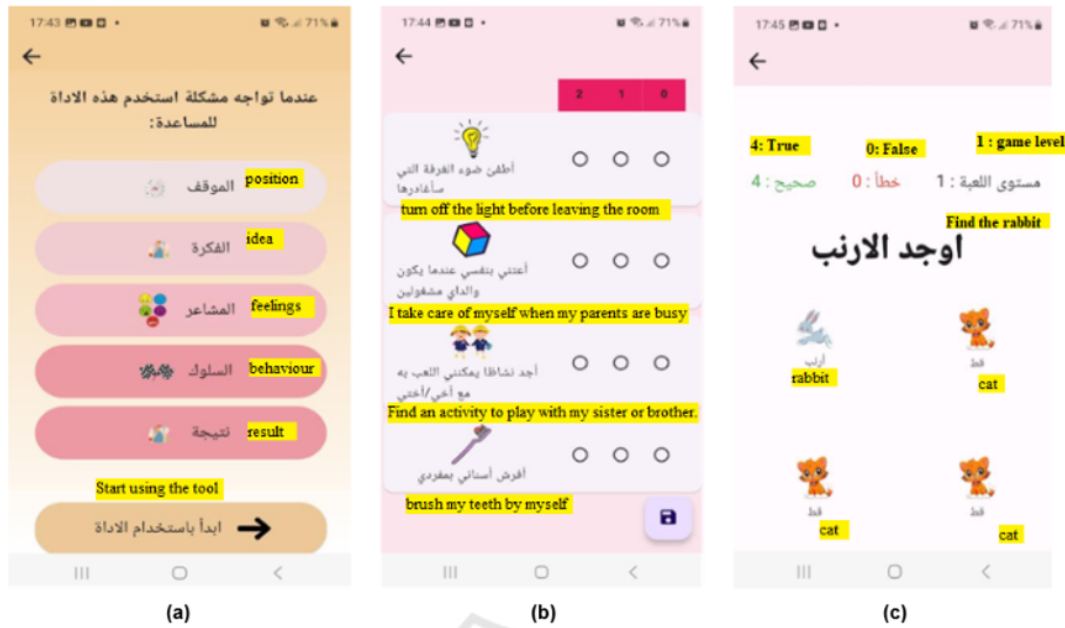 17:43
71%
عندما تواجه مشكلة استخدم هذه الاداة
للمساعدة:
الموقف
position
الفكرة
idea
المشاعر
feelings
السلوك
behaviour
نتيجة
result
Start using the tool
ابدأ باستخدام الاداة
(a)
17:44
71%
2 1 0
أطفئ ضوء الغرفة التي
سأغادرها
turn off the light before leaving the room
أعتني بنفسي عندما يكون
والداي مشغولين
I take care of myself when my parents are busy
أجد نشاطا يمكنني اللعب به
مع أخي/أختي
Find an activity to play with my sister or brother.
أفرش أسناني بمفردي
brush my teeth by myself
(b)
17:45
71%
4: True
0: False
1 : game level
مستوى اللعبة : 1
خطأ : 0
صحيح : 4
Find the rabbit
اوجد الارنب
أرنب
rabbit
قط
cat
قط
cat
قط
cat
(c)